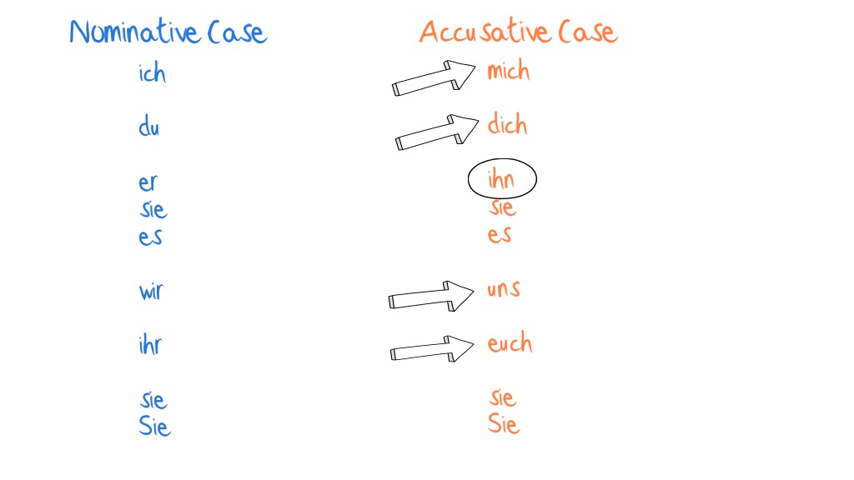 Nominative Case Accusative Case
ich mich
du dich
er ihn
sie sie
es es
wir uns
ihr euch
sie sie
Sie Sie